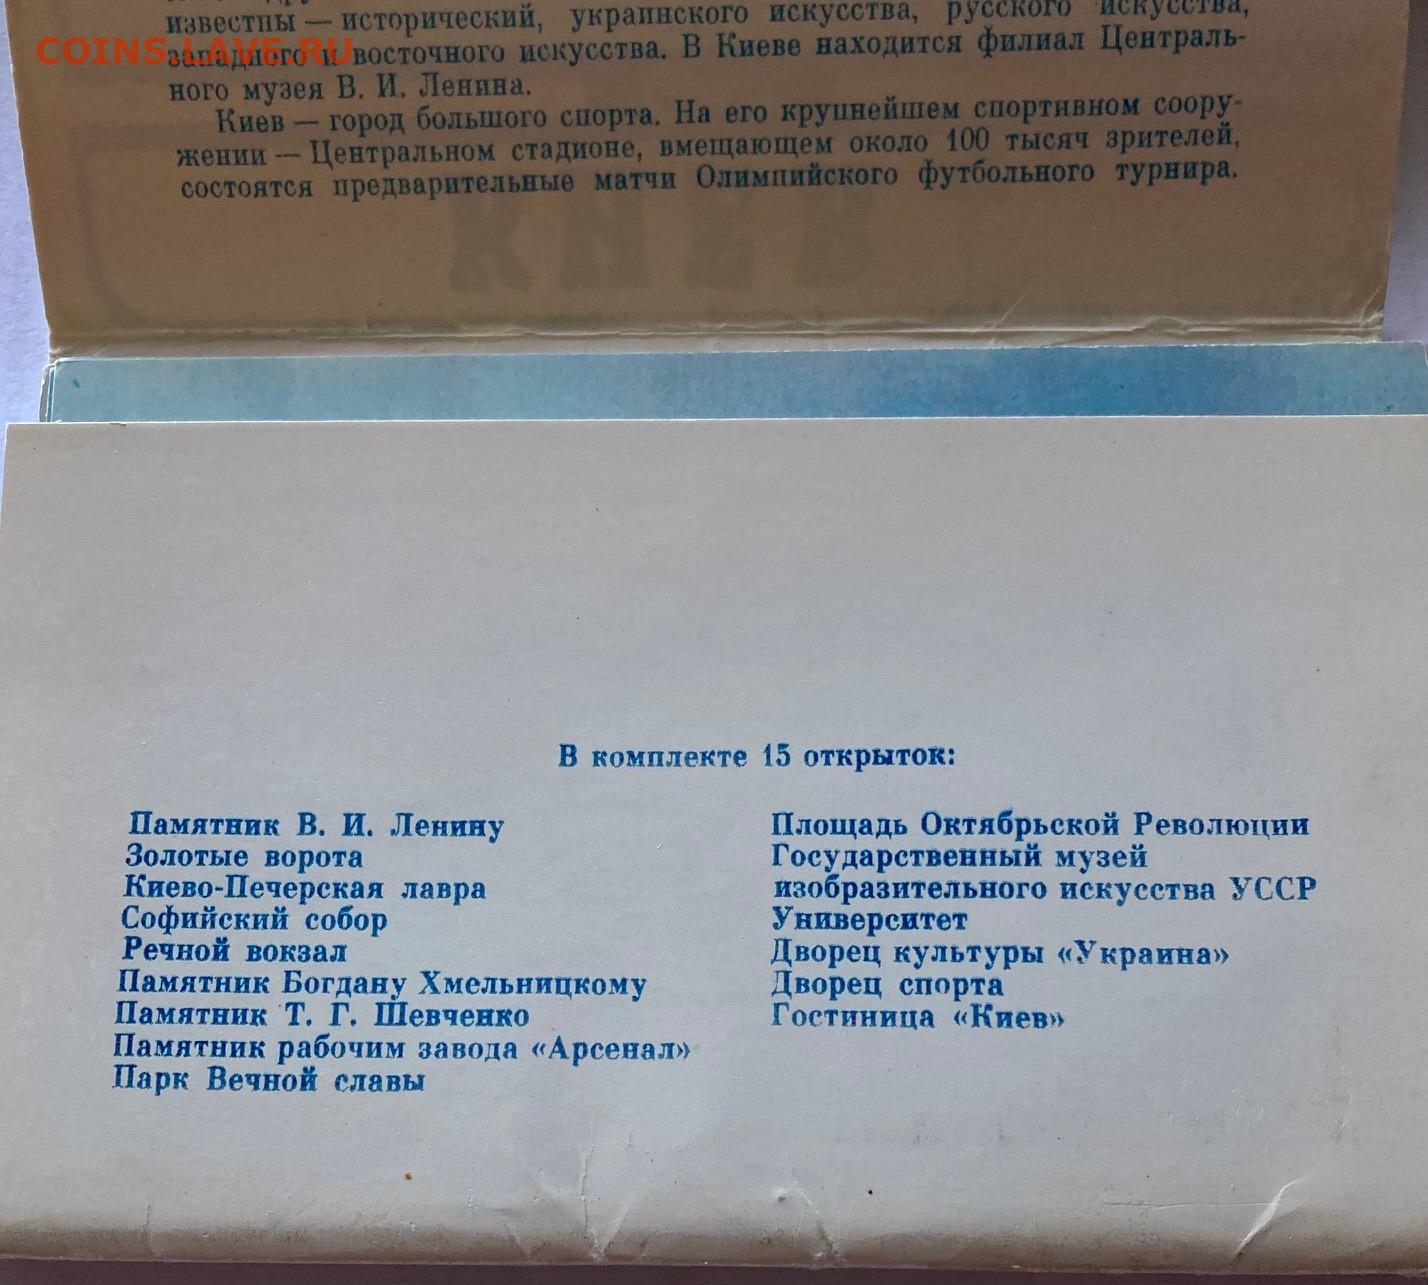 COINS.LAVE.RU
известны — исторический, украинского искусства, русского искусства,
западного и восточного искусства. В Киеве находится филиал Централь-
ного музея В. И. Ленина.
Киев — город большого спорта. На его крупнейшем спортивном соору-
жении — Центральном стадионе, вмещающем около 100 тысяч зрителей,
состоятся предварительные матчи Олимпийского футбольного турнира.
КИЕВ
В комплекте 15 открыток:
Памятник В. И. Ленину
Золотые ворота
Киево-Печерская лавра
Софийский собор
Речной вокзал
Памятник Богдану Хмельницкому
Памятник Т. Г. Шевченко
Памятник рабочим завода «Арсенал»
Парк Вечной славы
Площадь Октябрьской Революции
Государственный музей
изобразительного искусства УССР
Университет
Дворец культуры «Украина»
Дворец спорта
Гостиница «Киев»